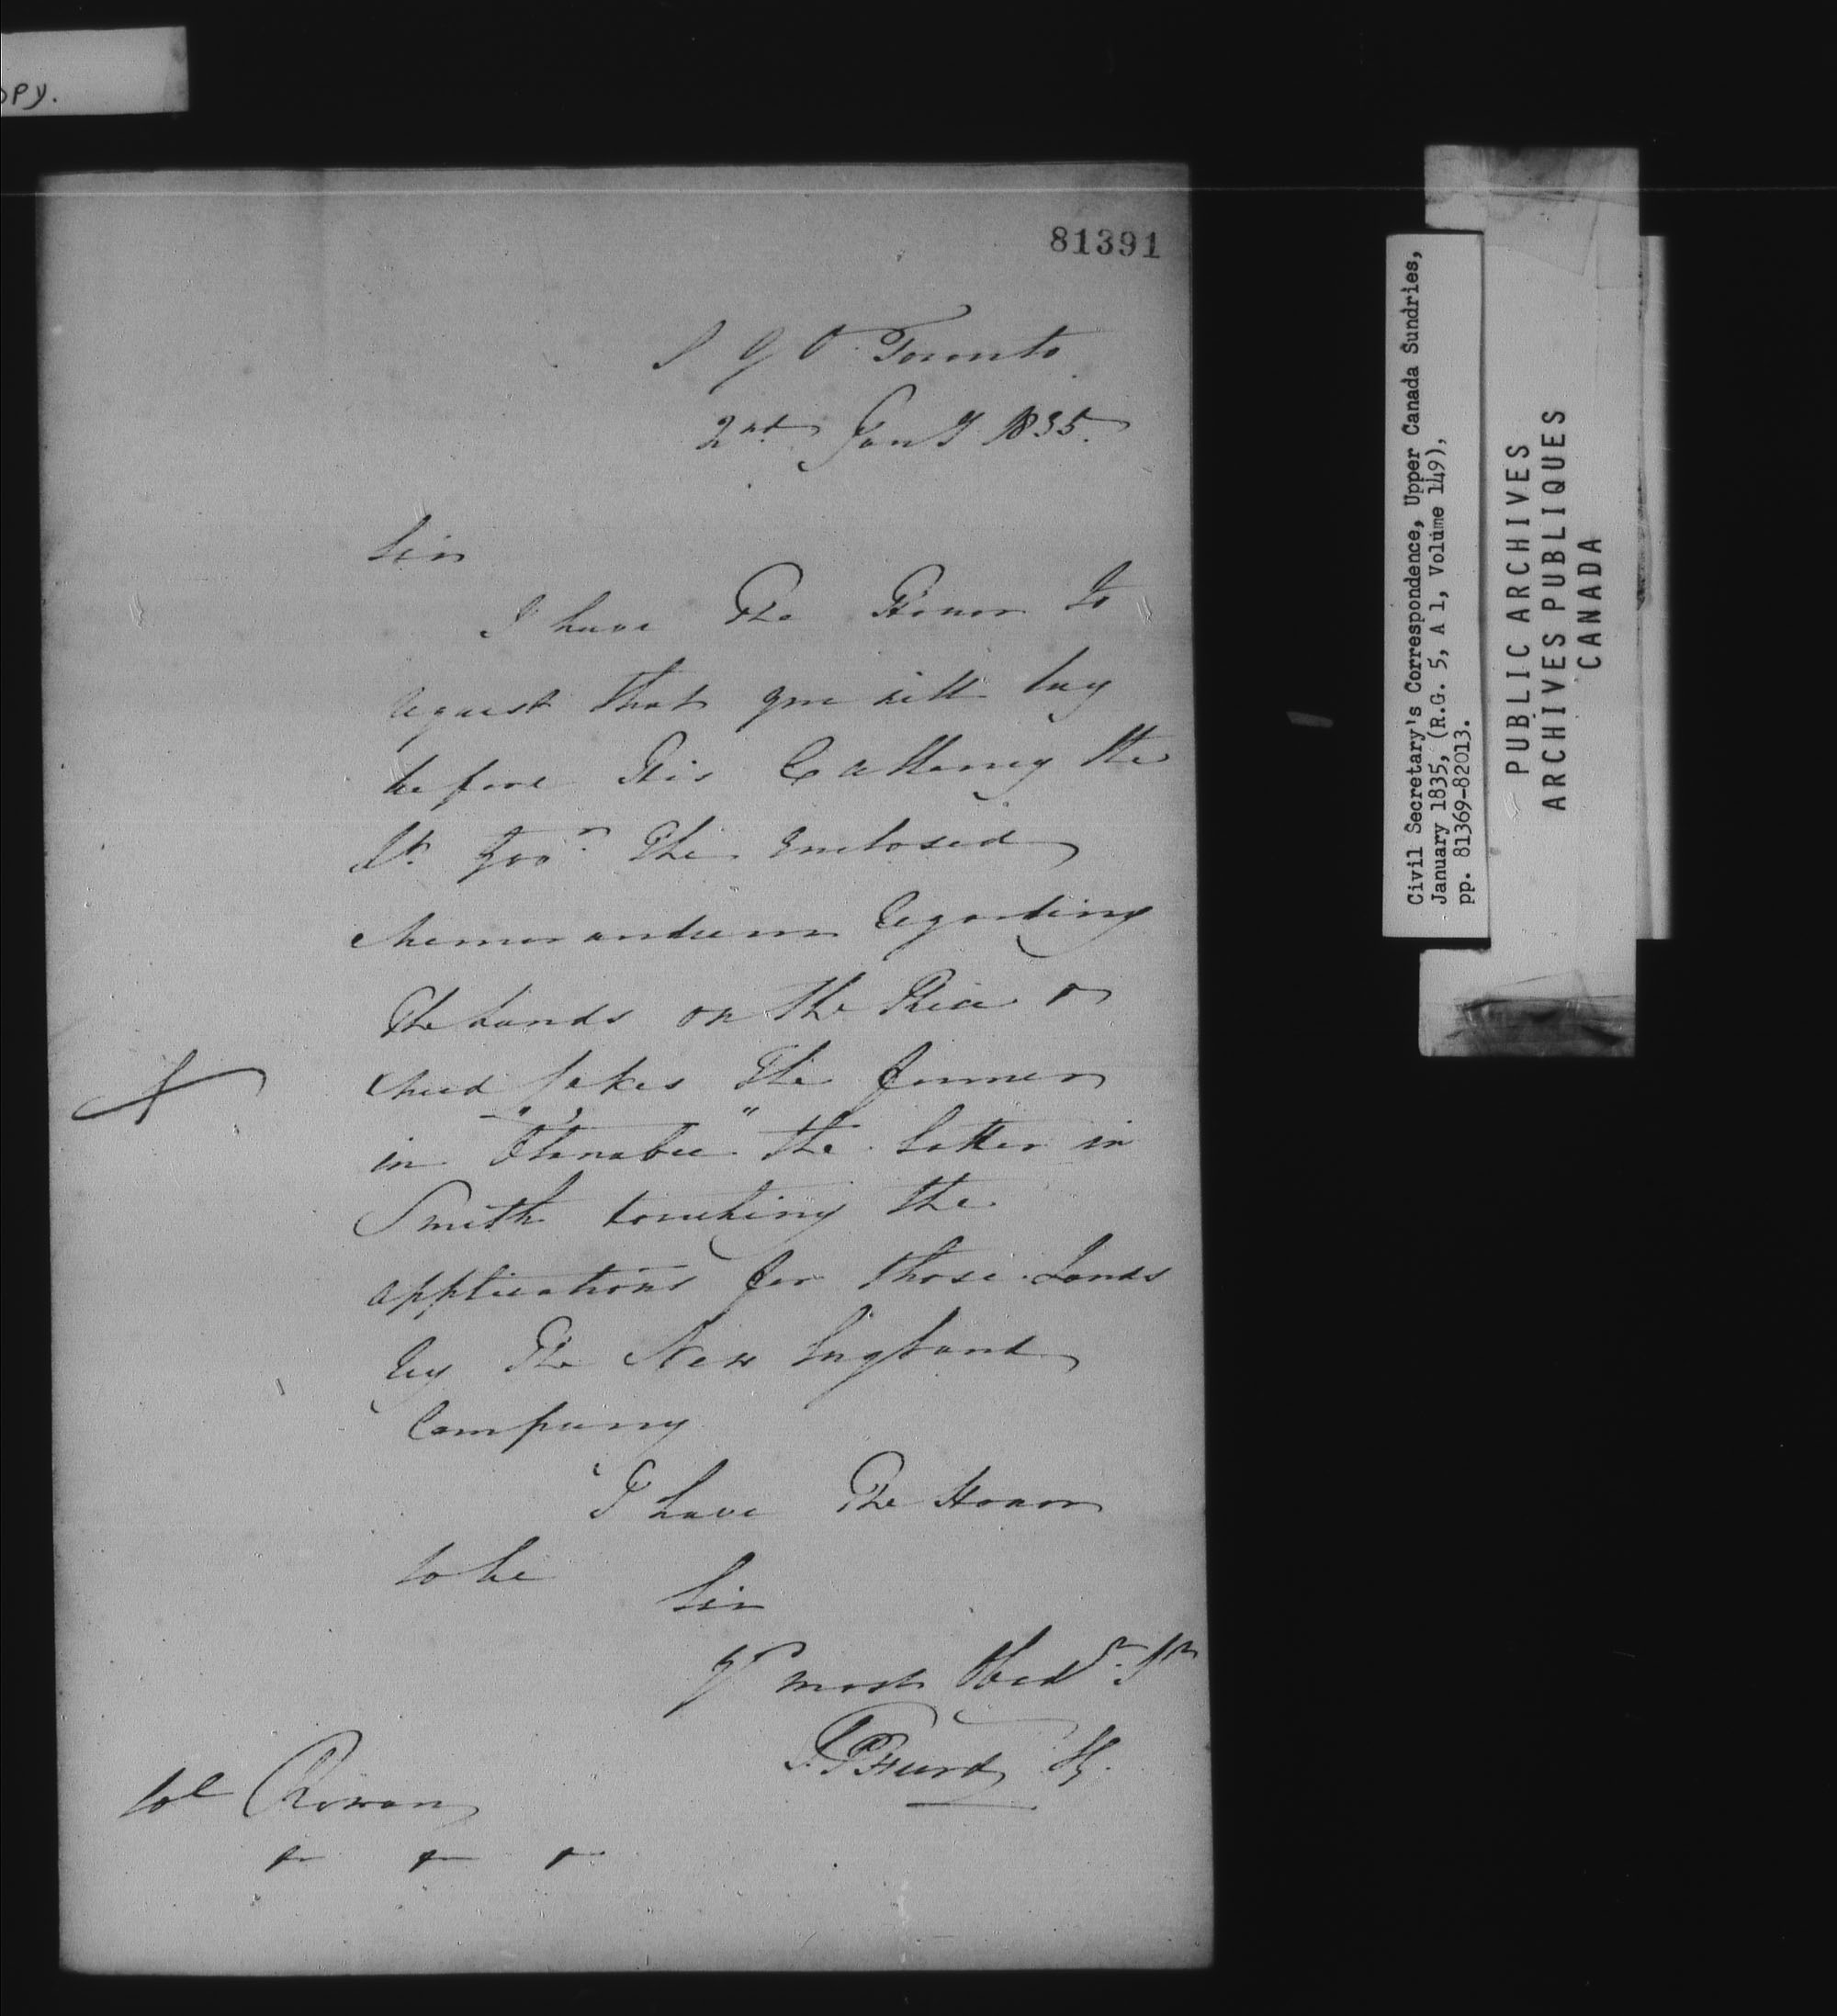 opy.
81391
S G O Toronto
2nd Jany 1835.
Sir
I have The Honor to
request that you will lay
before His Excellency the
Lt. Govr. The Enclosed
Memorandum Regarding
The Lands on the Rice &
Mud Lakes The former
in "Otonabee" the latter in
Smith touching the
applications for those Lands
by The New England
Company
I have The Honor
to be
Sir
Yr most Obedt. St
S P Hurd SG.
Col Rowan
& & &
Civil Secretary's Correspondence, Upper Canada Sundries,
January 1835, (R.G. 5, A 1, Volume 149),
pp. 81369-82013.
PUBLIC ARCHIVES
ARCHIVES PUBLIQUES
CANADA